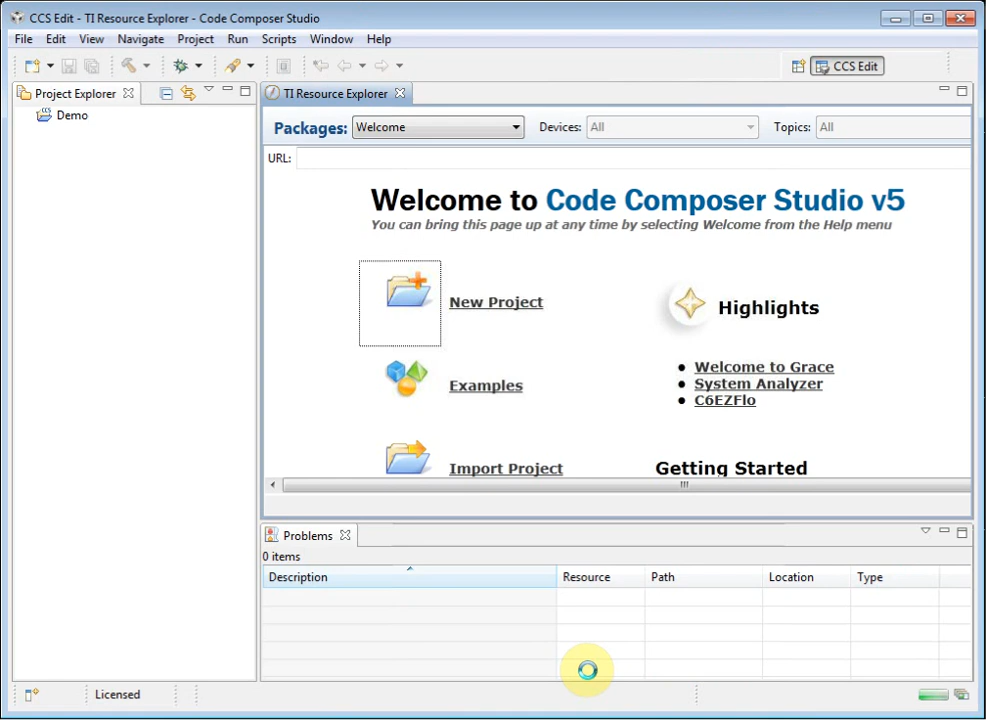 CCS Edit - TI Resource Explorer - Code Composer Studio
File Edit View Navigate Project Run Scripts Window Help
CCS Edit
Project Explorer
TI Resource Explorer
Demo
Packages: Welcome Devices: All Topics: All
URL:
Welcome to Code Composer Studio v5
You can bring this page up at any time by selecting Welcome from the Help menu
New Project
Highlights
Welcome to Grace
Examples
System Analyzer
C6EZFlo
Import Project
Getting Started
Problems
0 items
Description Resource Path Location Type
Licensed